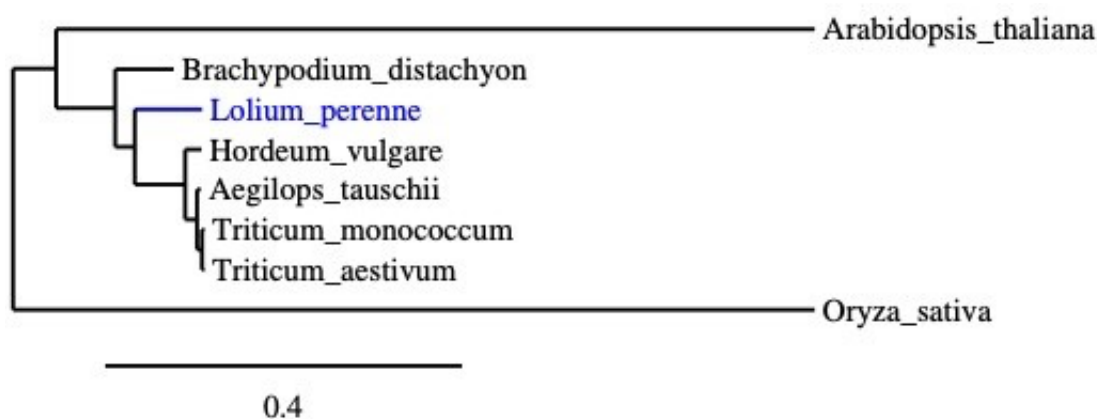 Arabidopsis_thaliana
Brachypodium_distachyon
Lolium_perenne
Hordeum_vulgare
Aegilops_tauschii
Triticum_monococcum
Triticum_aestivum
Oryza_sativa
0.4